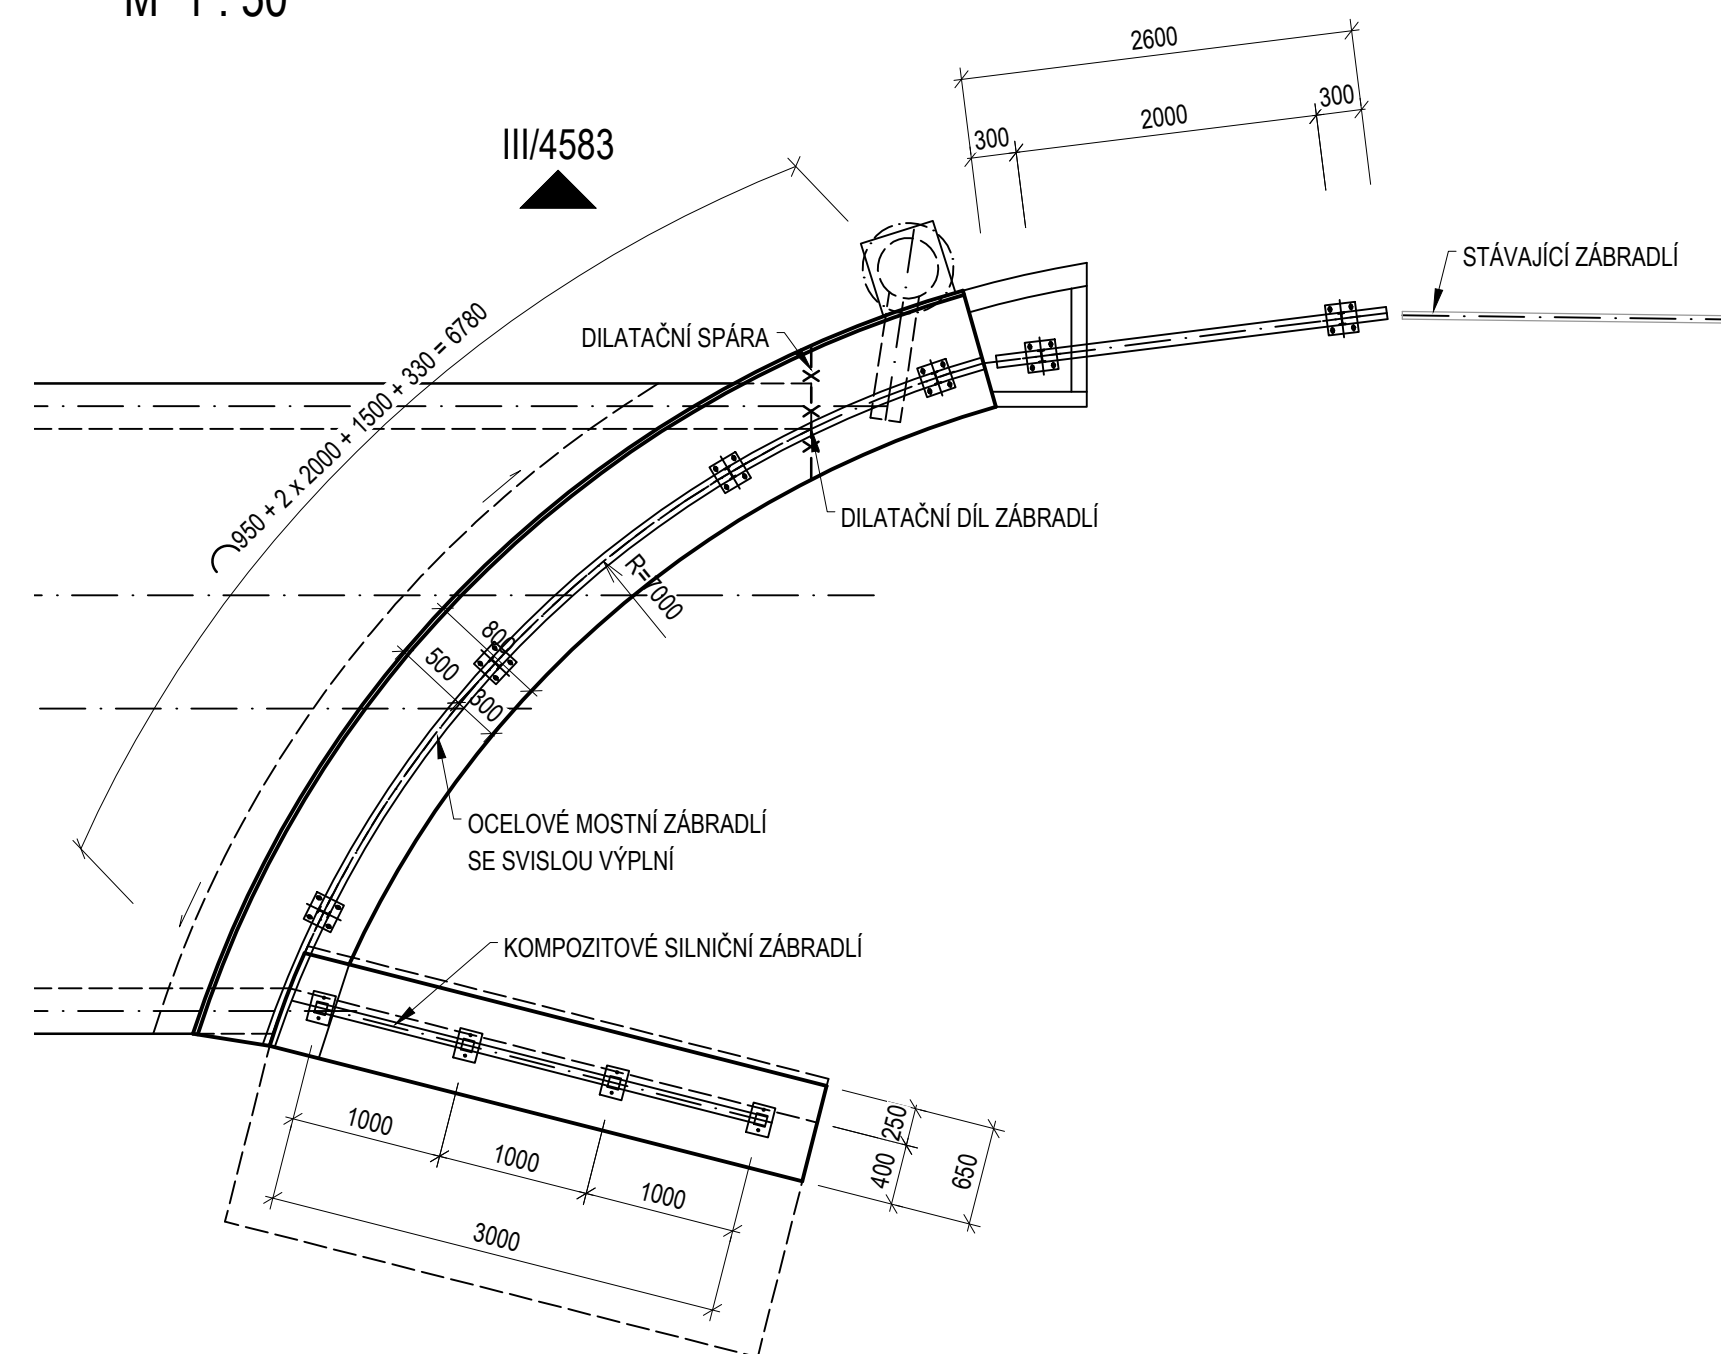 M 1 : 50
2600
300
2000
300
III/4583
STÁVAJÍCÍ ZÁBRADLÍ
DILATAČNÍ SPÁRA
950 + 2 x 2000 + 1500 + 330 = 6780
DILATAČNÍ DÍL ZÁBRADLÍ
R=7000
800
500
300
OCELOVÉ MOSTNÍ ZÁBRADLÍ
SE SVISLOU VÝPLNÍ
KOMPOZITOVÉ SILNIČNÍ ZÁBRADLÍ
1000
1000
1000
3000
250
400
650